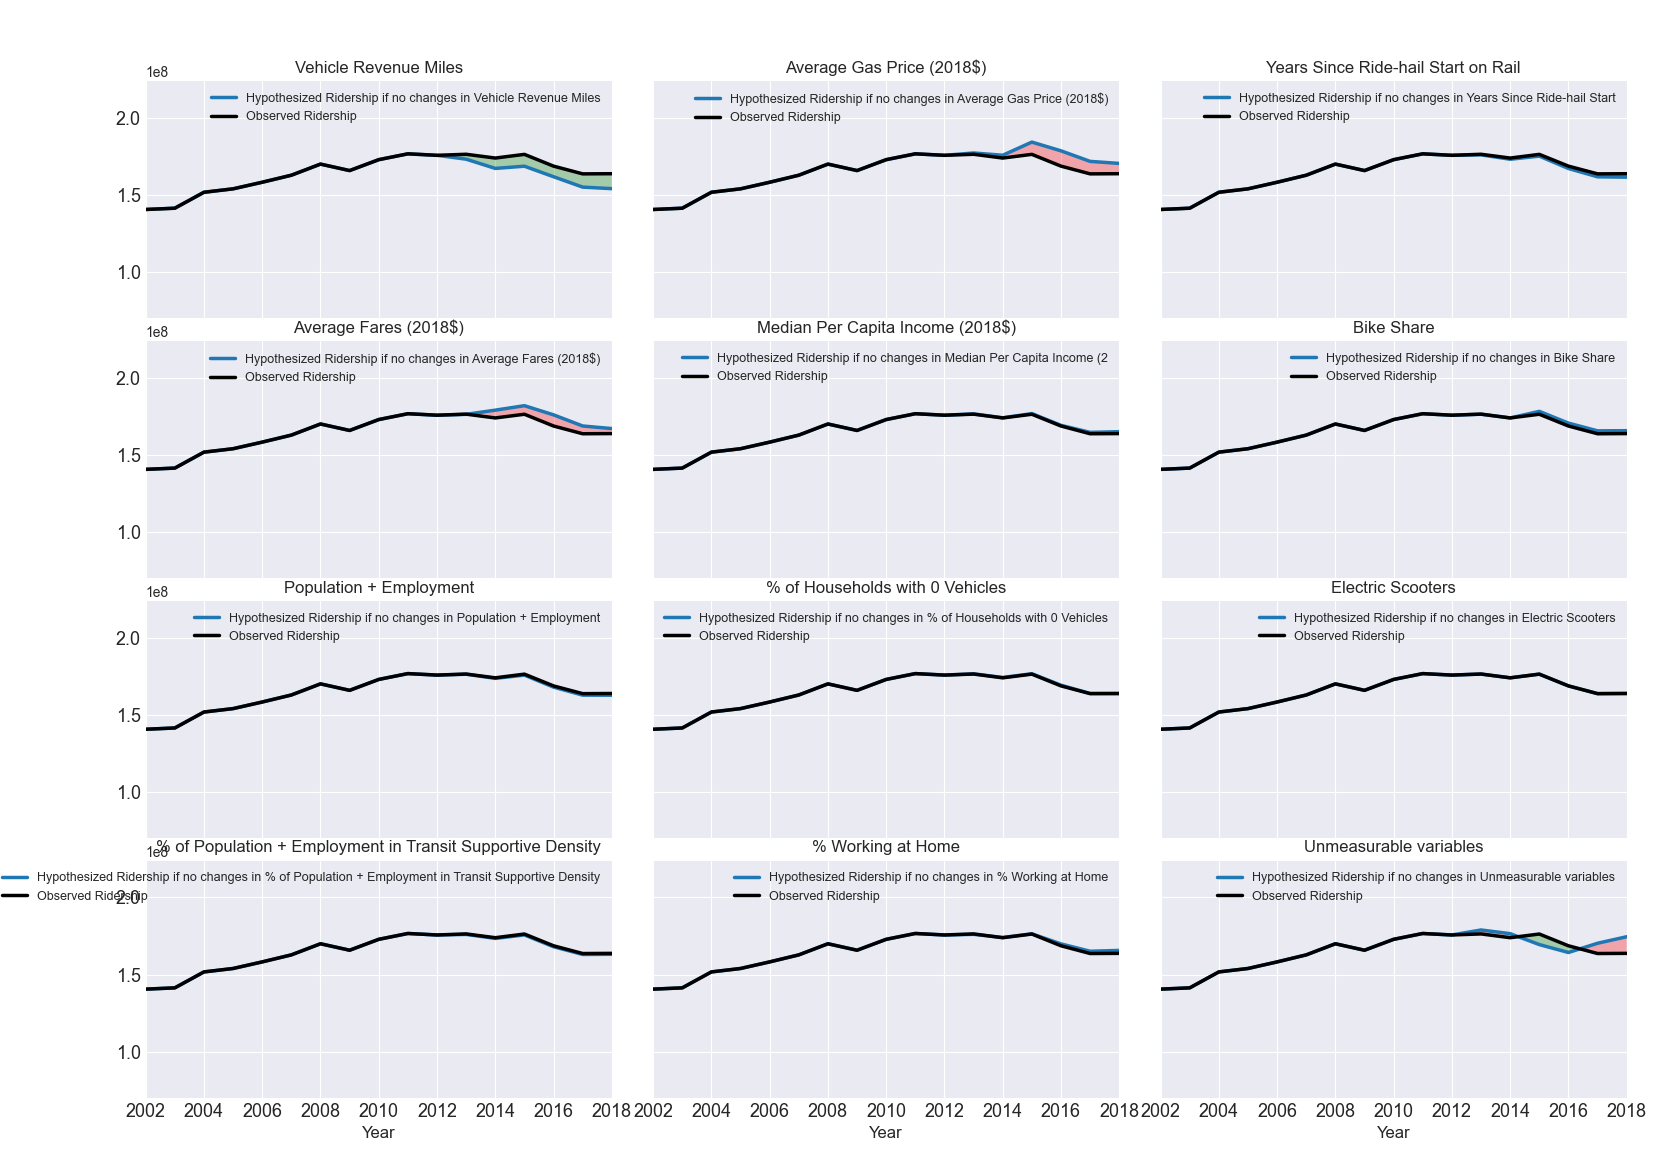 Vehicle Revenue Miles
1e8
Hypothesized Ridership if no changes in Vehicle Revenue Miles
Observed Ridership
2.0
1.5
1.0
Average Gas Price (2018$)
Hypothesized Ridership if no changes in Average Gas Price (2018$)
Observed Ridership
Years Since Ride-hail Start on Rail
Hypothesized Ridership if no changes in Years Since Ride-hail Start
Observed Ridership
Average Fares (2018$)
1e8
Hypothesized Ridership if no changes in Average Fares (2018$)
Observed Ridership
2.0
1.5
1.0
Median Per Capita Income (2018$)
Hypothesized Ridership if no changes in Median Per Capita Income (2
Observed Ridership
Bike Share
Hypothesized Ridership if no changes in Bike Share
Observed Ridership
Population + Employment
1e8
Hypothesized Ridership if no changes in Population + Employment
Observed Ridership
2.0
1.5
1.0
% of Households with 0 Vehicles
Hypothesized Ridership if no changes in % of Households with 0 Vehicles
Observed Ridership
Electric Scooters
Hypothesized Ridership if no changes in Electric Scooters
Observed Ridership
% of Population + Employment in Transit Supportive Density
1e8
Hypothesized Ridership if no changes in % of Population + Employment in Transit Supportive Density
Observed Ridership
2.0
1.5
1.0
2002 2004 2006 2008 2010 2012 2014 2016 2018
Year
% Working at Home
Hypothesized Ridership if no changes in % Working at Home
Observed Ridership
2002 2004 2006 2008 2010 2012 2014 2016 2018
Year
Unmeasurable variables
Hypothesized Ridership if no changes in Unmeasurable variables
Observed Ridership
2002 2004 2006 2008 2010 2012 2014 2016 2018
Year